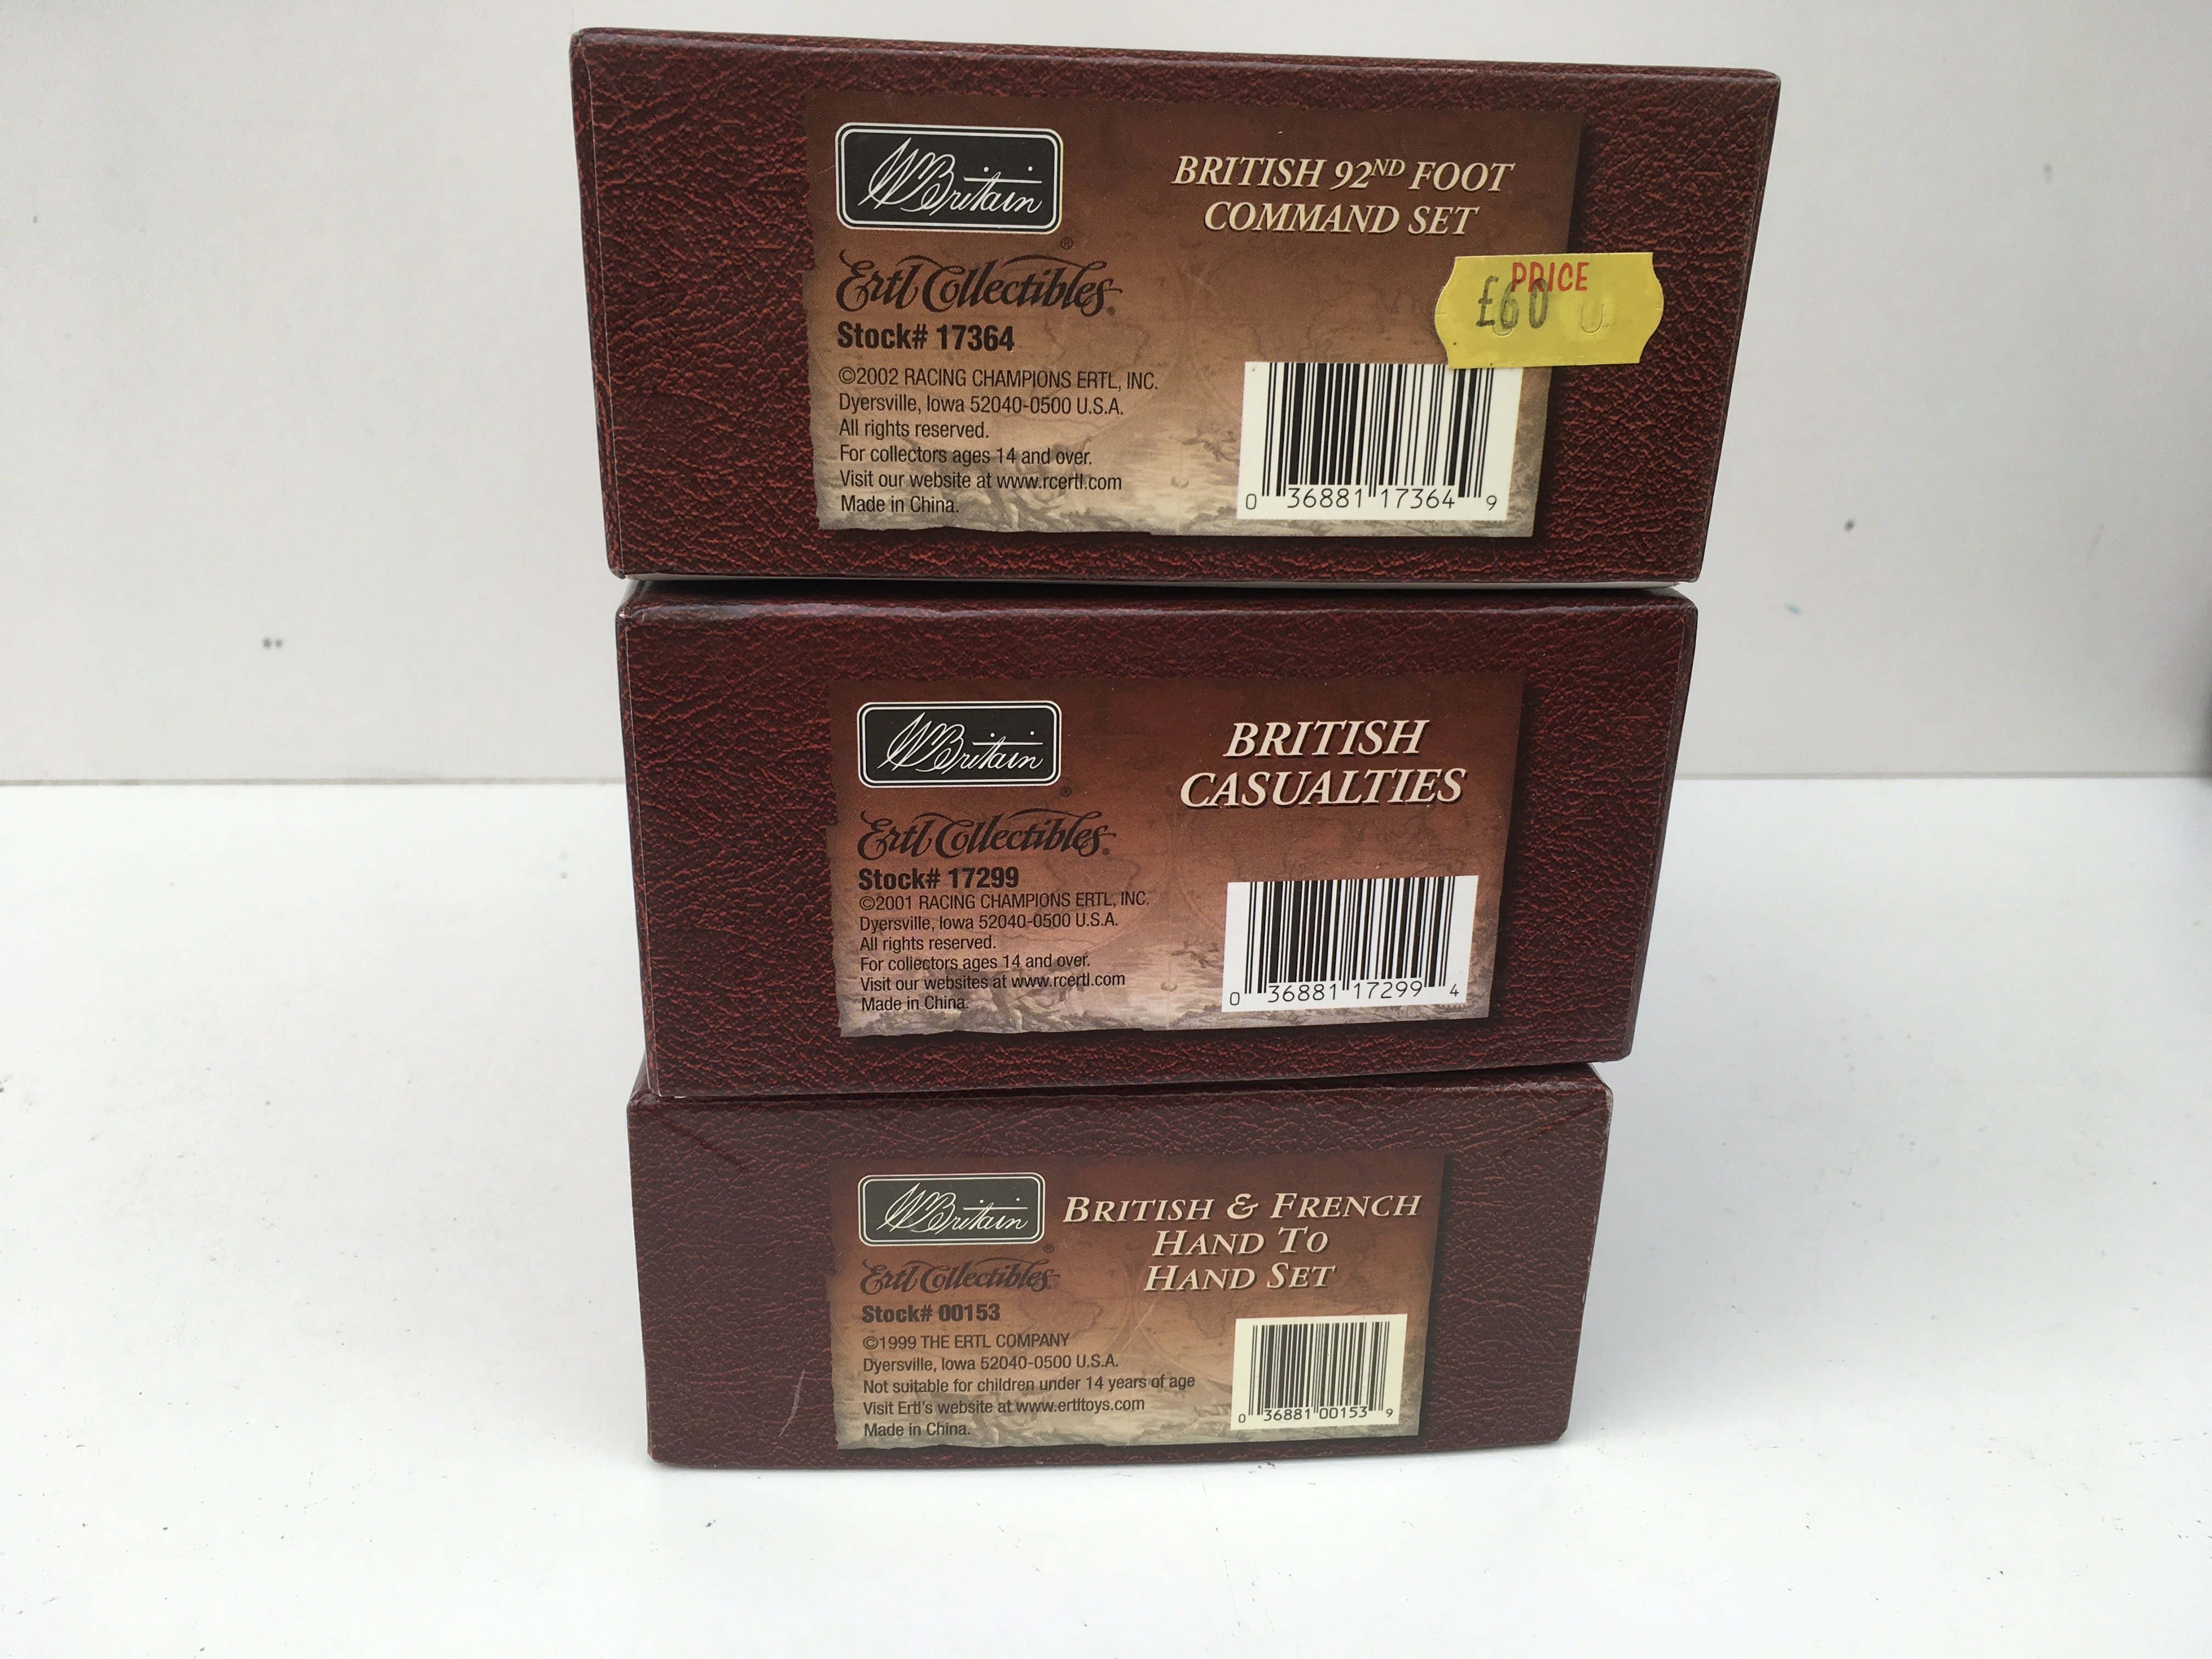 W Britain
BRITISH 92ND FOOT
COMMAND SET
®
Ertl Collectibles®
PRICE
£60
Stock# 17364
©2002 RACING CHAMPIONS ERTL, INC.
Dyersville, Iowa 52040-0500 U.S.A.
All rights reserved.
For collectors ages 14 and over.
Visit our website at www.rcertl.com
Made in China.
0 36881 17364 9
W Britain
BRITISH
CASUALTIES
®
Ertl Collectibles®
Stock# 17299
©2001 RACING CHAMPIONS ERTL, INC.
Dyersville, Iowa 52040-0500 U.S.A.
All rights reserved.
For collectors ages 14 and over.
Visit our websites at www.rcertl.com
Made in China.
0 36881 17299 4
W Britain
BRITISH & FRENCH
HAND TO
HAND SET
®
Ertl Collectibles
Stock# 00153
©1999 THE ERTL COMPANY
Dyersville, Iowa 52040-0500 U.S.A.
Not suitable for children under 14 years of age
Visit Ertl's website at www.ertltoys.com
Made in China.
0 36881 00153 9